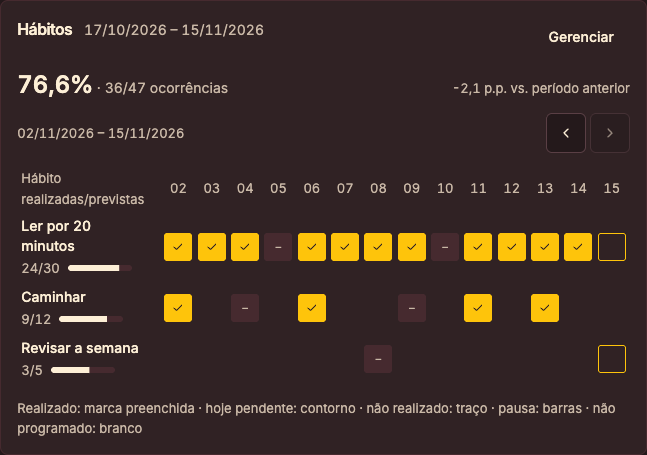 Hábitos 17/10/2026 – 15/11/2026
Gerenciar
76,6% · 36/47 ocorrências
-2,1 p.p. vs. período anterior
02/11/2026 – 15/11/2026
Hábito
realizadas/previstas
02 03 04 05 06 07 08 09 10 11 12 13 14 15
Ler por 20
minutos
24/30
Caminhar
9/12
Revisar a semana
3/5
Realizado: marca preenchida · hoje pendente: contorno · não realizado: traço · pausa: barras · não
programado: branco